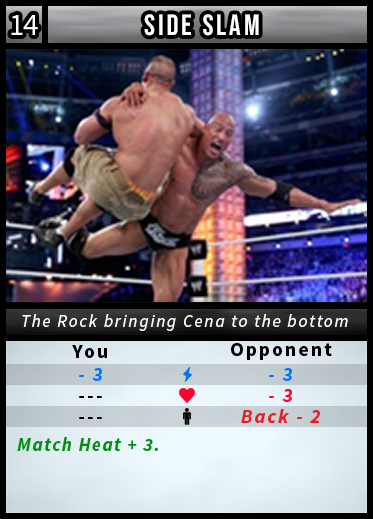 14 SIDE SLAM
The Rock bringing Cena to the bottom
You Opponent
- 3 - 3
--- - 3
--- Back - 2
Match Heat + 3.